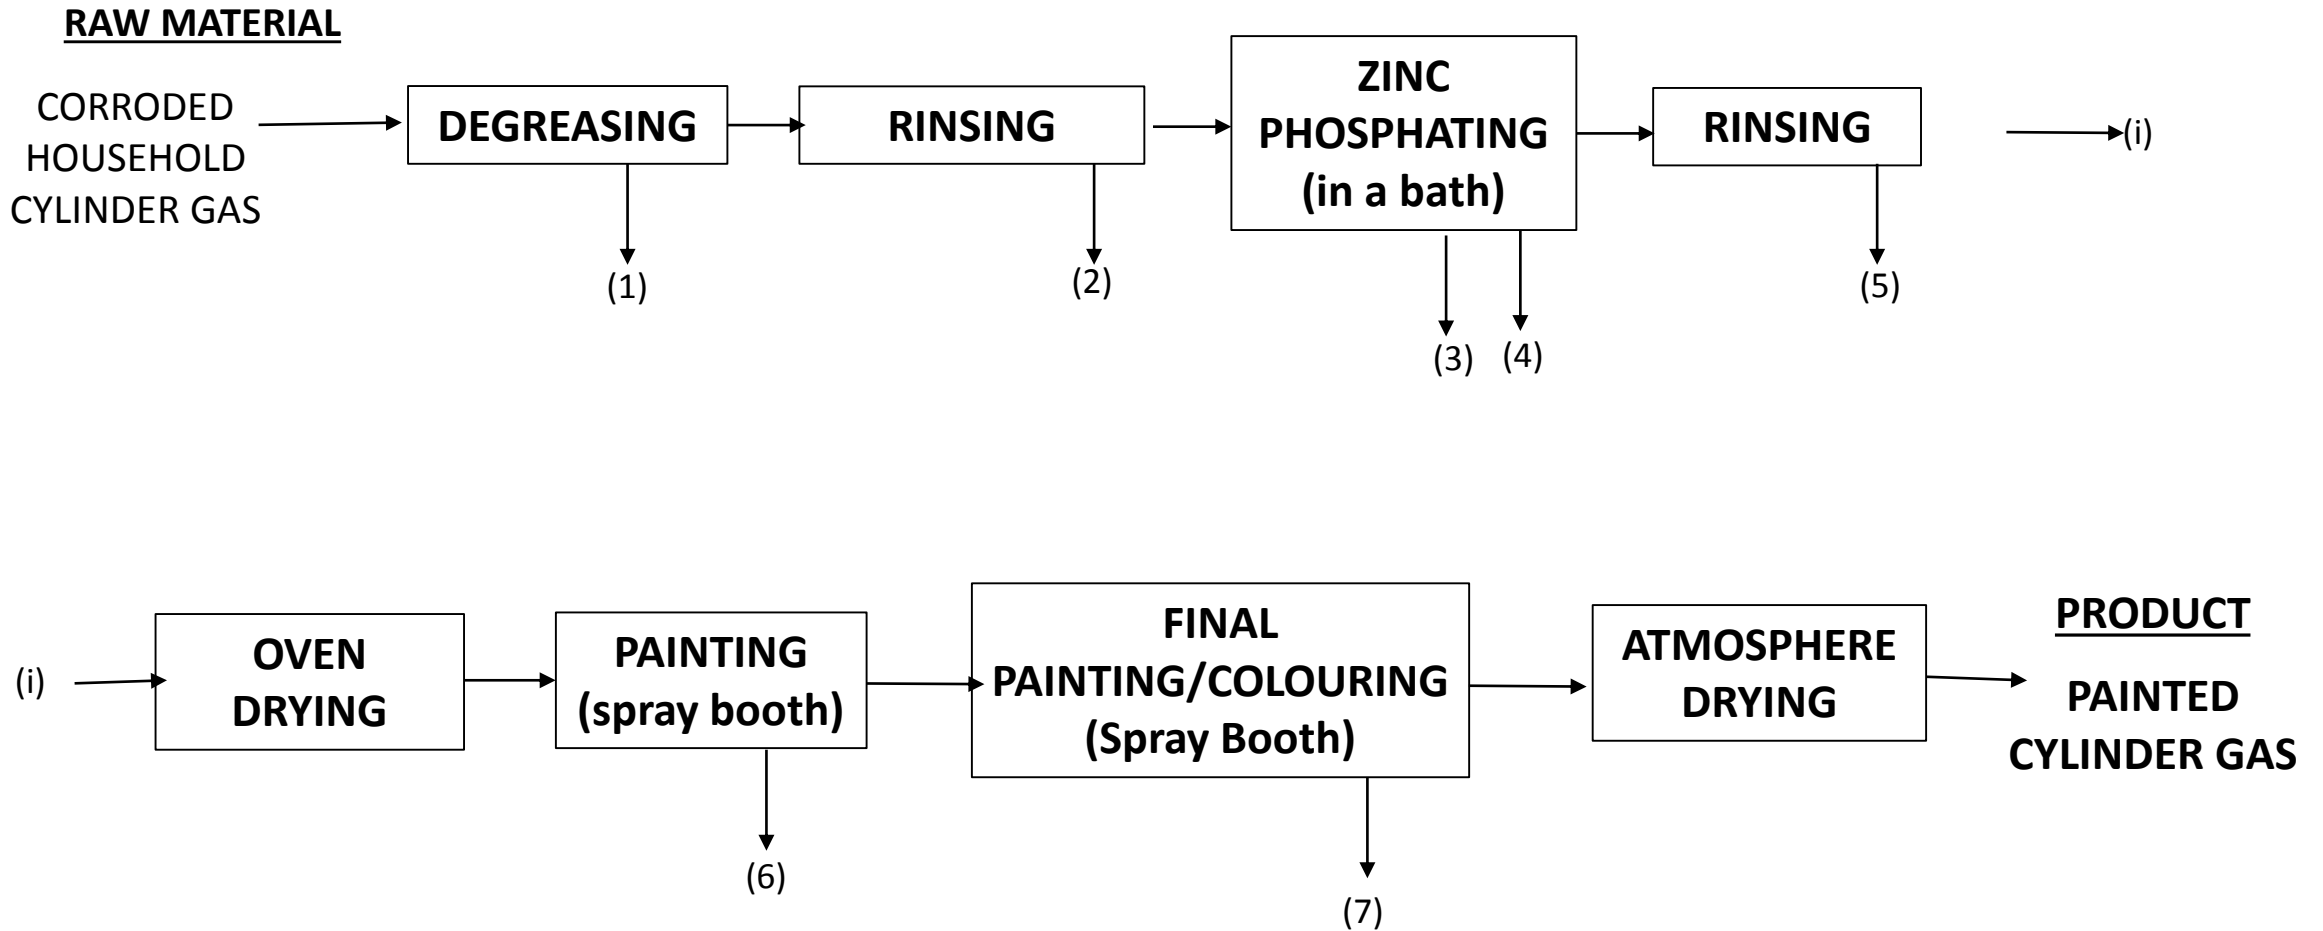 RAW MATERIAL
CORRODED
HOUSEHOLD
CYLINDER GAS
DEGREASING
RINSING
ZINC
PHOSPHATING
(in a bath)
RINSING
(i)
(1)
(2)
(3)
(4)
(5)
(i)
OVEN
DRYING
PAINTING
(spray booth)
FINAL
PAINTING/COLOURING
(Spray Booth)
ATMOSPHERE
DRYING
PRODUCT
PAINTED
CYLINDER GAS
(6)
(7)